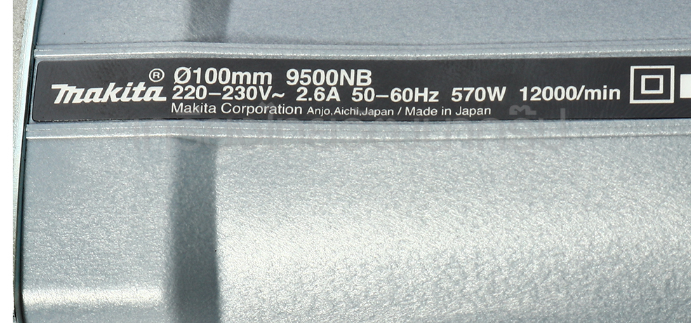 makita® Ø100mm 9500NB
220–230V~ 2.6A 50–60Hz 570W 12000/min
Makita Corporation Anjo,Aichi,Japan / Made in Japan